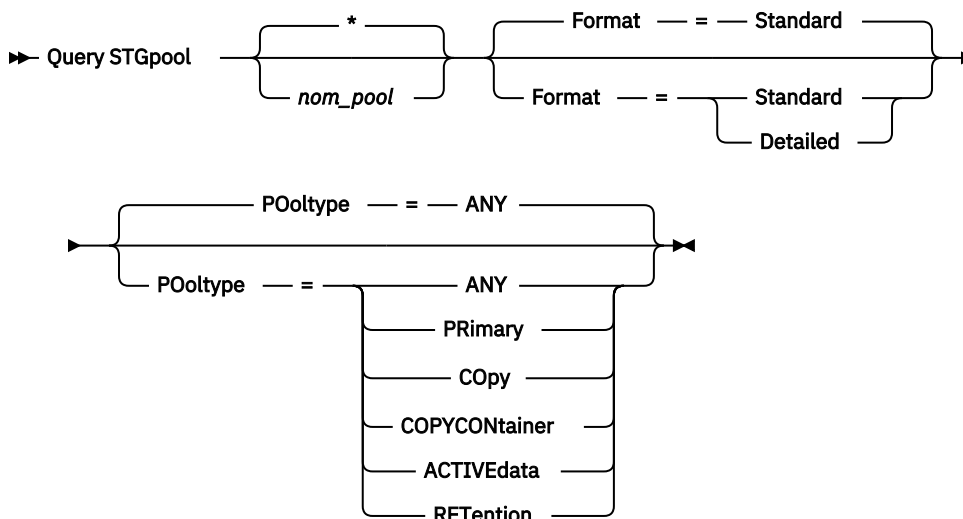 *
Format = Standard
Query STGpool
nom_pool
Format = Standard
Detailed
POoltype = ANY
POoltype = ANY
PRimary
COpy
COPYCONtainer
ACTIVEdata
RETention